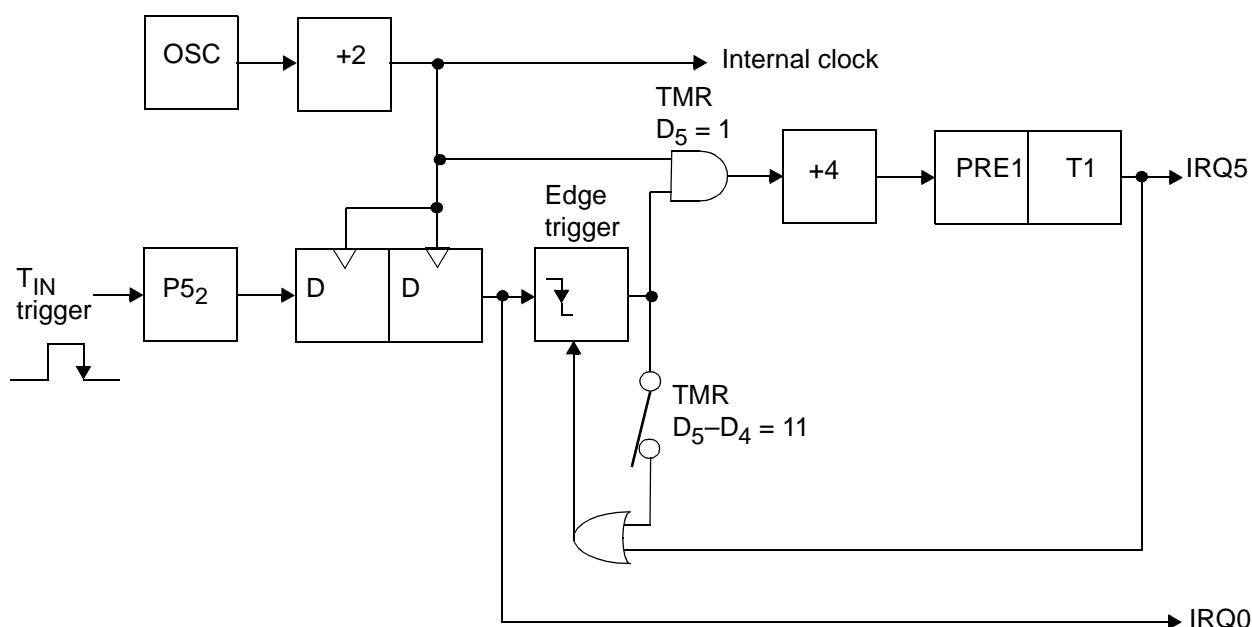 OSC
+2
Internal clock
TMR
D5 = 1
+4
PRE1
T1
IRQ5
Edge
trigger
TIN
trigger
P52
D
D
TMR
D5–D4 = 11
IRQ0